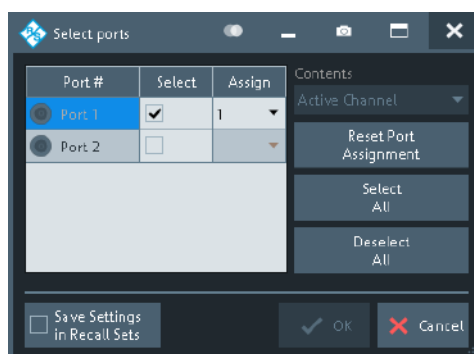 Select ports
Port #
Select
Assign
Contents
Active Channel
Port 1
1
Port 2
Reset Port
Assignment
Select
All
Deselect
All
Save Settings
in Recall Sets
OK
Cancel